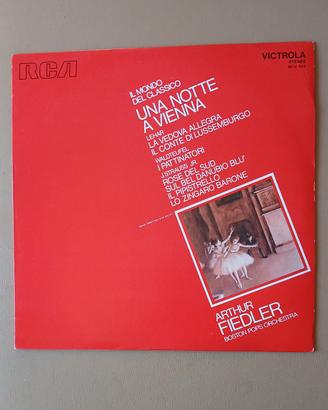 RCA
VICTROLA
STEREO
IL MONDO
DEL CLASSICO
UNA NOTTE
A VIENNA
LEHAR
LA VEDOVA ALLEGRA
IL CONTE DI LUSSEMBURGO
WALDTEUFEL
I PATTINATORI
J.STRAUSS JR.
ROSE DEL SUD
SUL BEL DANUBIO BLU'
IL PIPISTRELLO
LO ZINGARO BARONE
ARTHUR
FIEDLER
BOSTON POPS ORCHESTRA